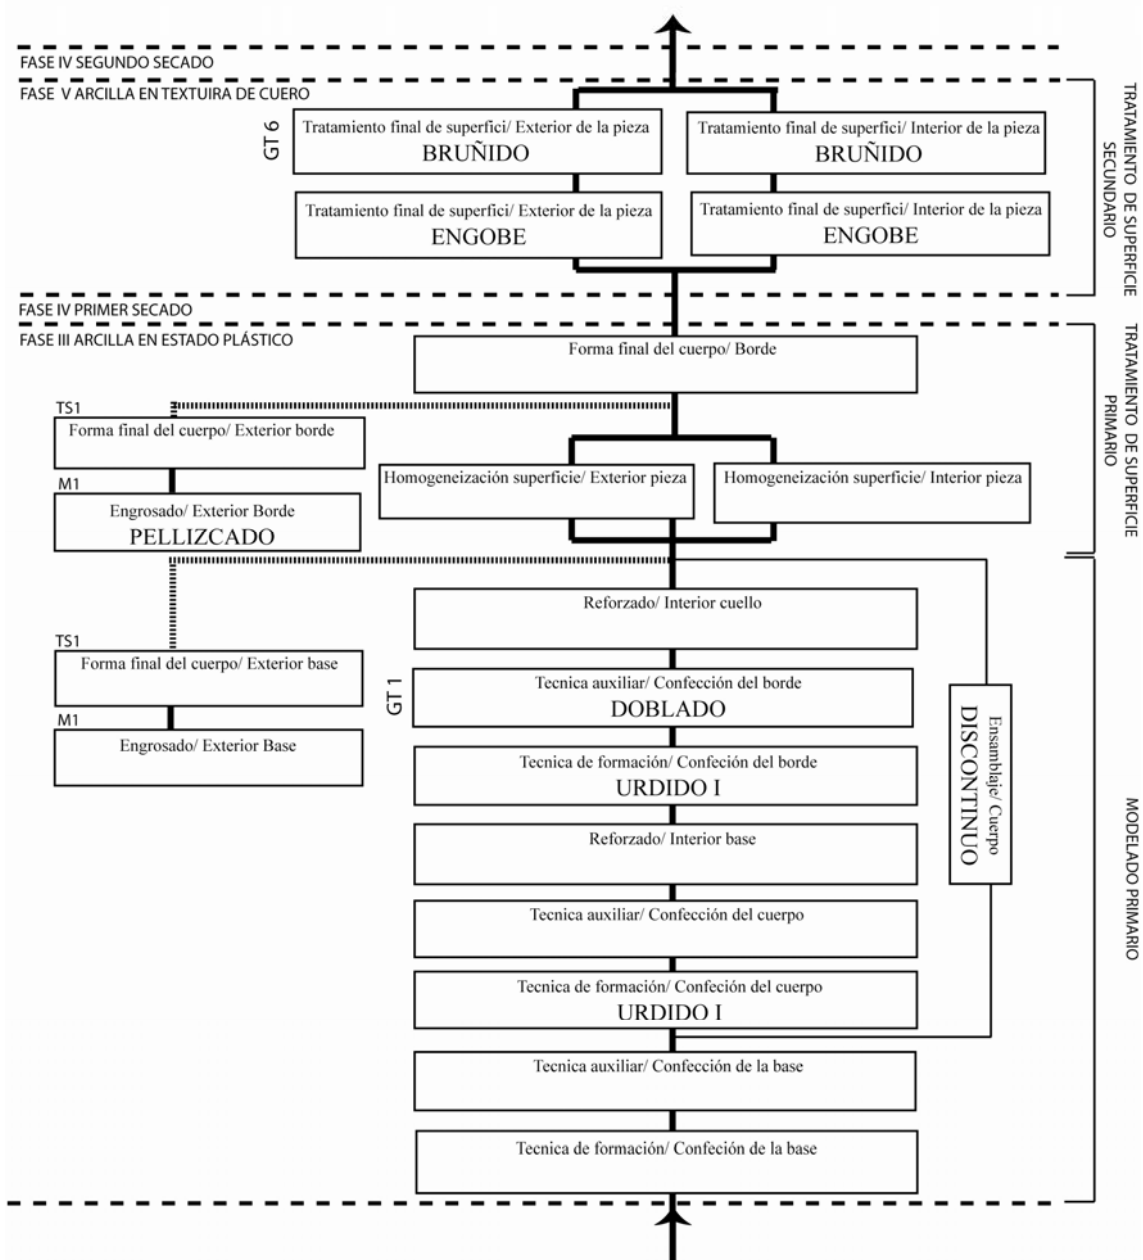 FASE IV SEGUNDO SECADO
FASE V ARCILLA EN TEXTUIRA DE CUERO
GT 6
Tratamiento final de superfici/ Exterior de la pieza
BRUÑIDO
Tratamiento final de superfici/ Interior de la pieza
BRUÑIDO
Tratamiento final de superfici/ Exterior de la pieza
ENGOBE
Tratamiento final de superfici/ Interior de la pieza
ENGOBE
TRATAMIENTO DE SUPERFICIE
SECUNDARIO
FASE IV PRIMER SECADO
FASE III ARCILLA EN ESTADO PLÁSTICO
Forma final del cuerpo/ Borde
TS1
Forma final del cuerpo/ Exterior borde
M1
Engrosado/ Exterior Borde
PELLIZCADO
Homogeneización superficie/ Exterior pieza
Homogeneización superficie/ Interior pieza
TRATAMIENTO DE SUPERFICIE
PRIMARIO
Reforzado/ Interior cuello
TS1
Forma final del cuerpo/ Exterior base
M1
Engrosado/ Exterior Base
GT 1
Tecnica auxiliar/ Confección del borde
DOBLADO
Tecnica de formación/ Confeción del borde
URDIDO I
Reforzado/ Interior base
Tecnica auxiliar/ Confección del cuerpo
Tecnica de formación/ Confeción del cuerpo
URDIDO I
Ensamblaje/ Cuerpo
DISCONTINUO
Tecnica auxiliar/ Confección de la base
Tecnica de formación/ Confeción de la base
MODELADO PRIMARIO